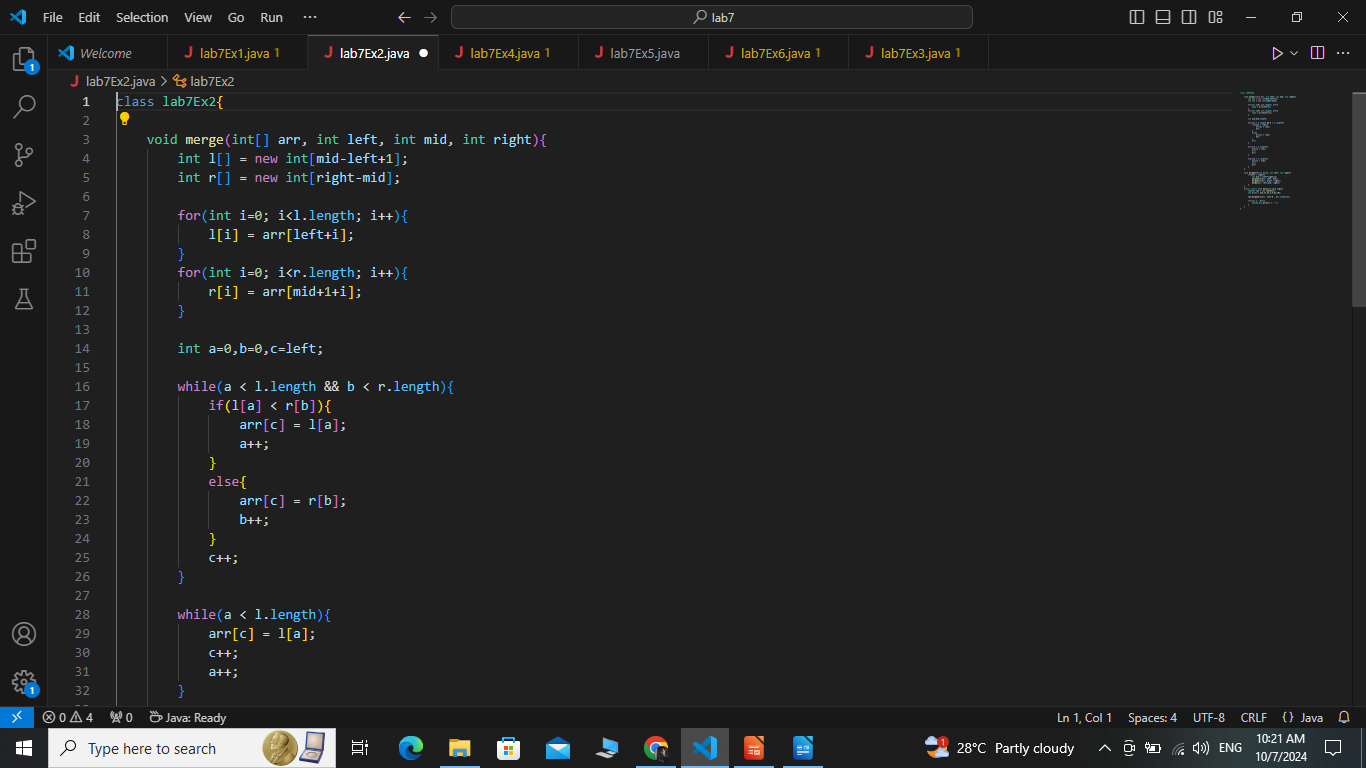 File Edit Selection View Go Run ··· lab7
Welcome lab7Ex1.java 1 lab7Ex2.java lab7Ex4.java 1 lab7Ex5.java lab7Ex6.java 1 lab7Ex3.java 1
lab7Ex2.java > lab7Ex2
1 class lab7Ex2{
2
3 void merge(int[] arr, int left, int mid, int right){
4 int l[] = new int[mid-left+1];
5 int r[] = new int[right-mid];
6
7 for(int i=0; i<l.length; i++){
8 l[i] = arr[left+i];
9 }
10 for(int i=0; i<r.length; i++){
11 r[i] = arr[mid+1+i];
12 }
13
14 int a=0,b=0,c=left;
15
16 while(a < l.length && b < r.length){
17 if(l[a] < r[b]){
18 arr[c] = l[a];
19 a++;
20 }
21 else{
22 arr[c] = r[b];
23 b++;
24 }
25 c++;
26 }
27
28 while(a < l.length){
29 arr[c] = l[a];
30 c++;
31 a++;
32 }
1
1
0 4 0 Java: Ready Ln 1, Col 1 Spaces: 4 UTF-8 CRLF {} Java
Type here to search 1 28°C Partly cloudy ENG 10:21 AM
10/7/2024